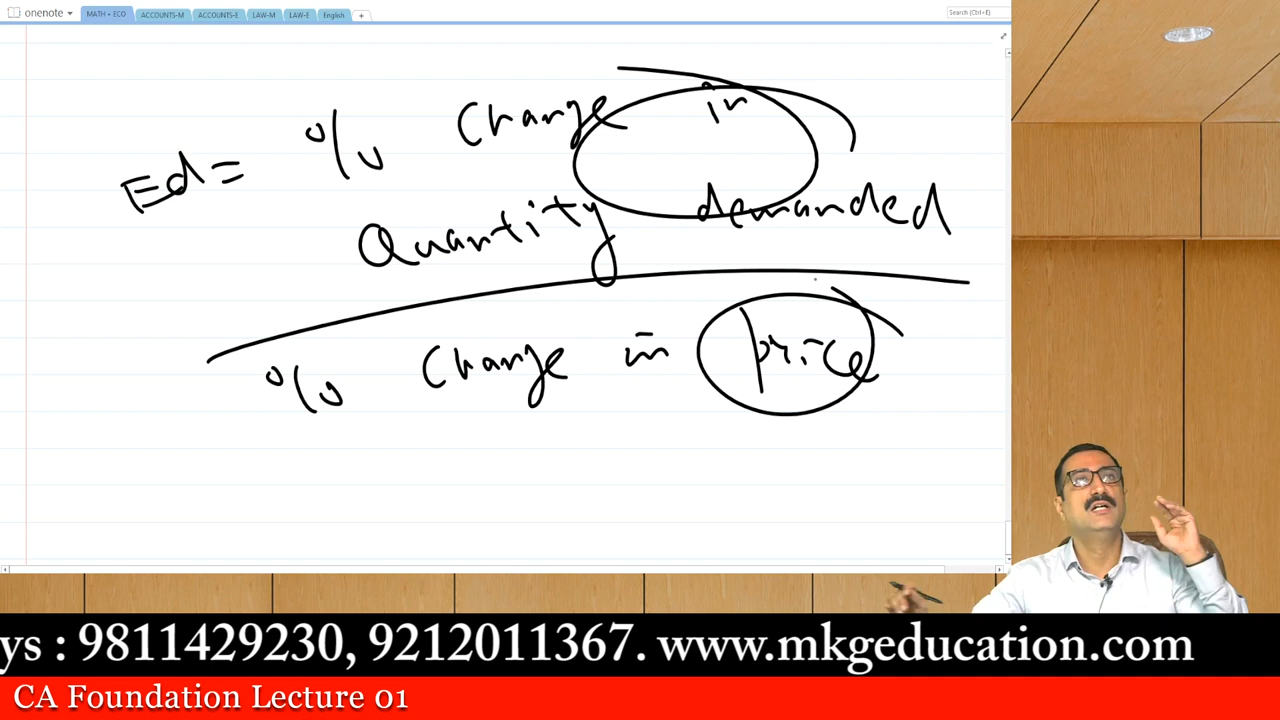 onenote
MATH + ECO
ACCOUNTS-M
ACCOUNTS-E
LAW-M
LAW-E
English
+
Search (Ctrl+E)
Ed = % Change in
Quantity demanded
% Change in price
ys : 9811429230, 9212011367. www.mkgeducation.com
CA Foundation Lecture 01